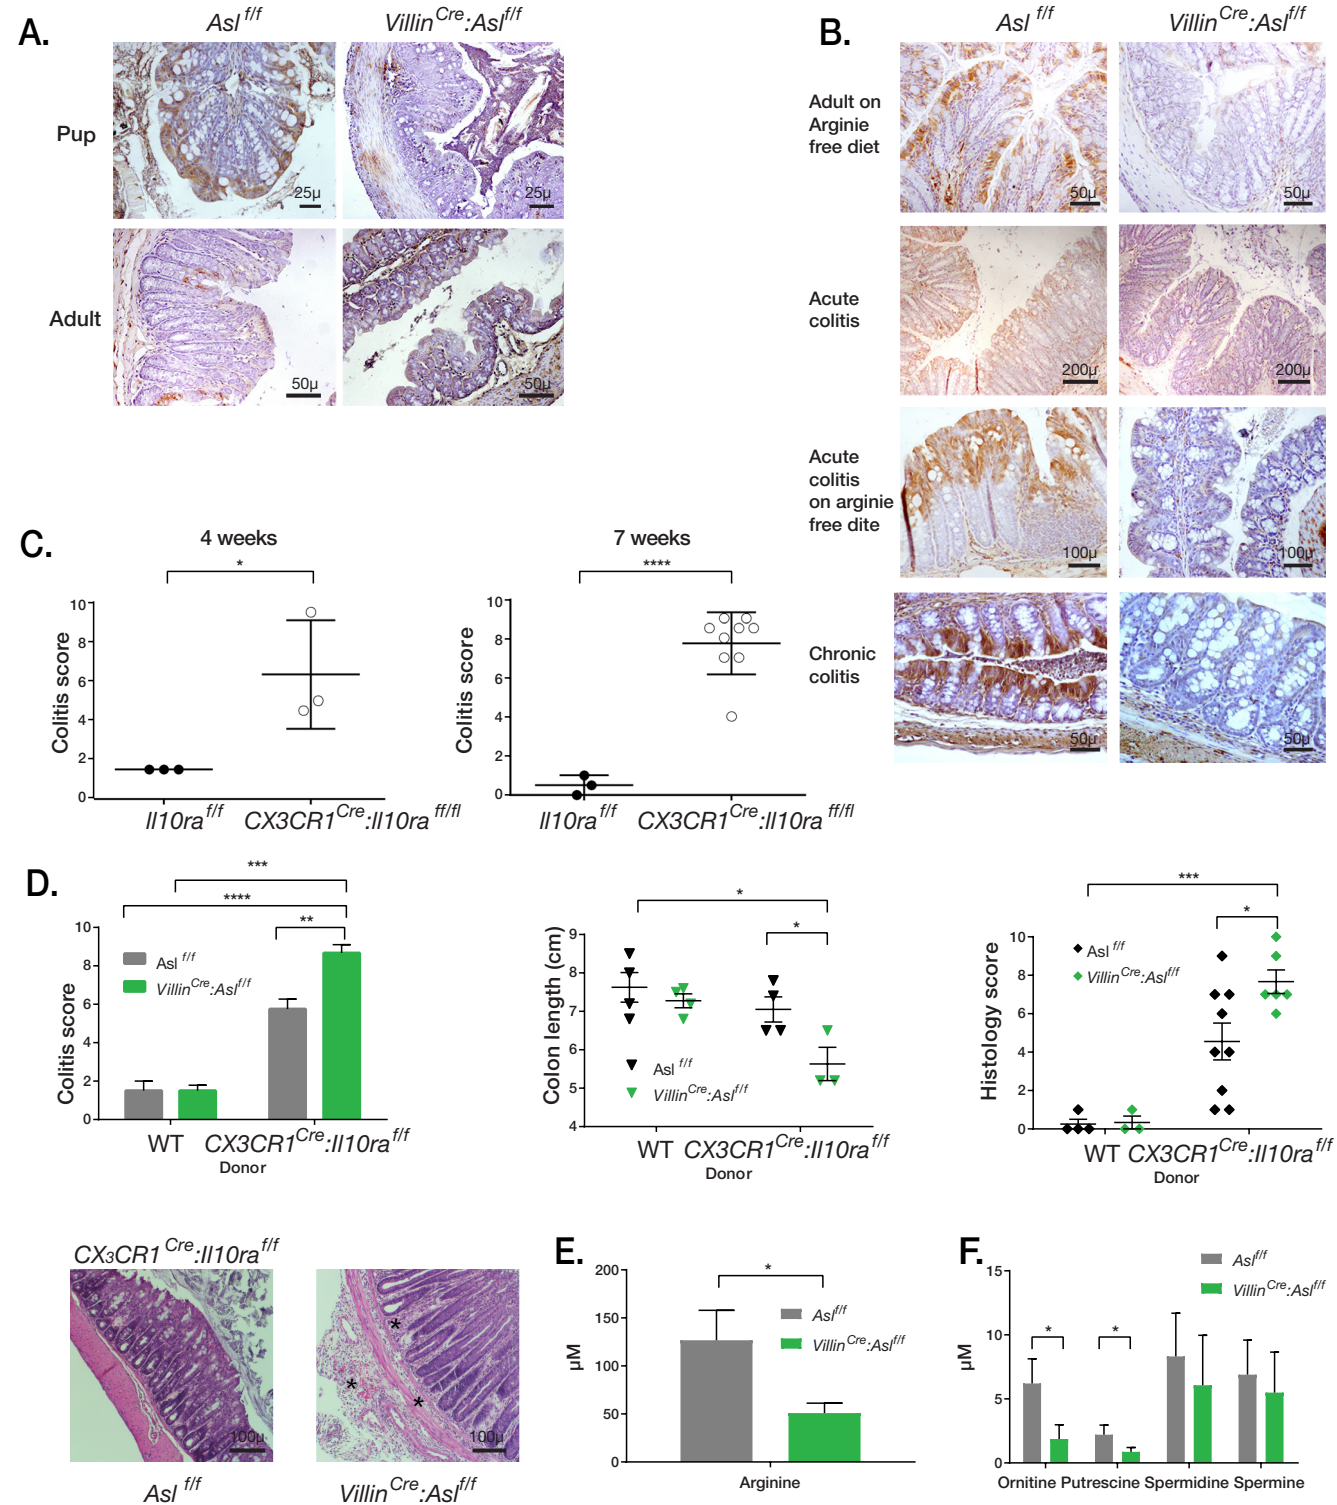 A.
Asl f/f
Villin Cre:Asl f/f
Pup
25µ
25µ
Adult
50µ
50µ
B.
Asl f/f
Villin Cre:Asl f/f
Adult on
Arginie
free diet
50µ
50µ
Acute
colitis
200µ
200µ
Acute
colitis
on arginie
free dite
100µ
100µ
Chronic
colitis
50µ
50µ
C.
4 weeks
*
Colitis score
10
8
6
4
2
0
Il10ra f/f
CX3CR1 Cre:Il10ra ff/fl
7 weeks
****
Colitis score
10
8
6
4
2
0
Il10ra f/f
CX3CR1 Cre:Il10ra ff/fl
D.
***
****
**
Colitis score
10
8
6
4
2
0
Asl f/f
Villin Cre:Asl f/f
WT
CX3CR1 Cre:Il10ra f/f
Donor
*
*
Colon length (cm)
9
8
7
6
5
4
Asl f/f
Villin Cre:Asl f/f
WT
CX3CR1 Cre:Il10ra f/f
Donor
***
*
Histology score
10
8
6
4
2
0
Asl f/f
Villin Cre:Asl f/f
WT
CX3CR1 Cre:Il10ra f/f
Donor
CX3CR1 Cre:Il10ra f/f
100µ
*
*
*
100µ
Asl f/f
Villin Cre:Asl f/f
E.
µM
200
150
100
50
0
*
Asl f/f
Villin Cre:Asl f/f
Arginine
F.
µM
15
10
5
0
*
*
Asl f/f
Villin Cre:Asl f/f
Ornitine Putrescine Spermidine Spermine